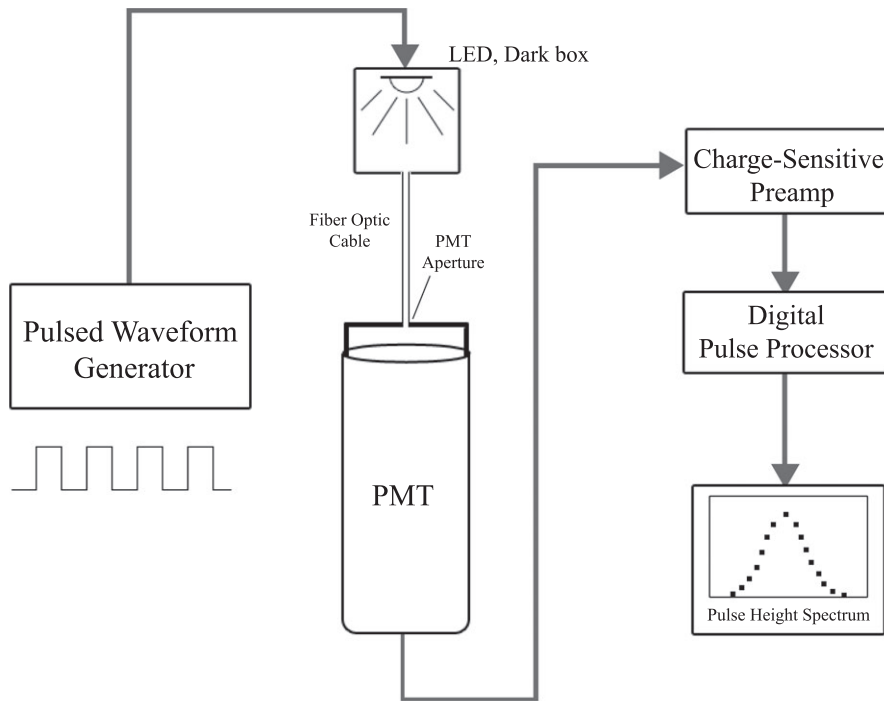 LED, Dark box
Charge-Sensitive
Preamp
Fiber Optic
Cable
PMT
Aperture
Pulsed Waveform
Generator
Digital
Pulse Processor
PMT
Pulse Height Spectrum